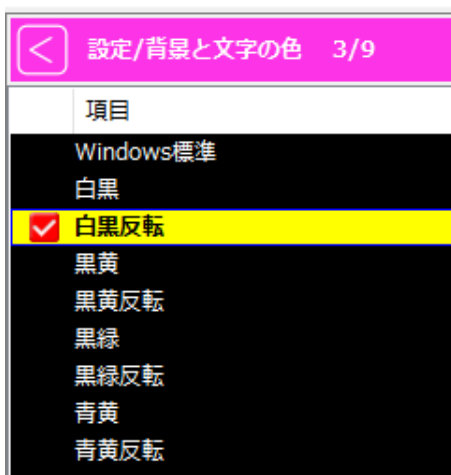 設定/背景と文字の色 3/9
項目
Windows標準
白黒
白黒反転
黒黄
黒黄反転
黒緑
黒緑反転
青黄
青黄反転